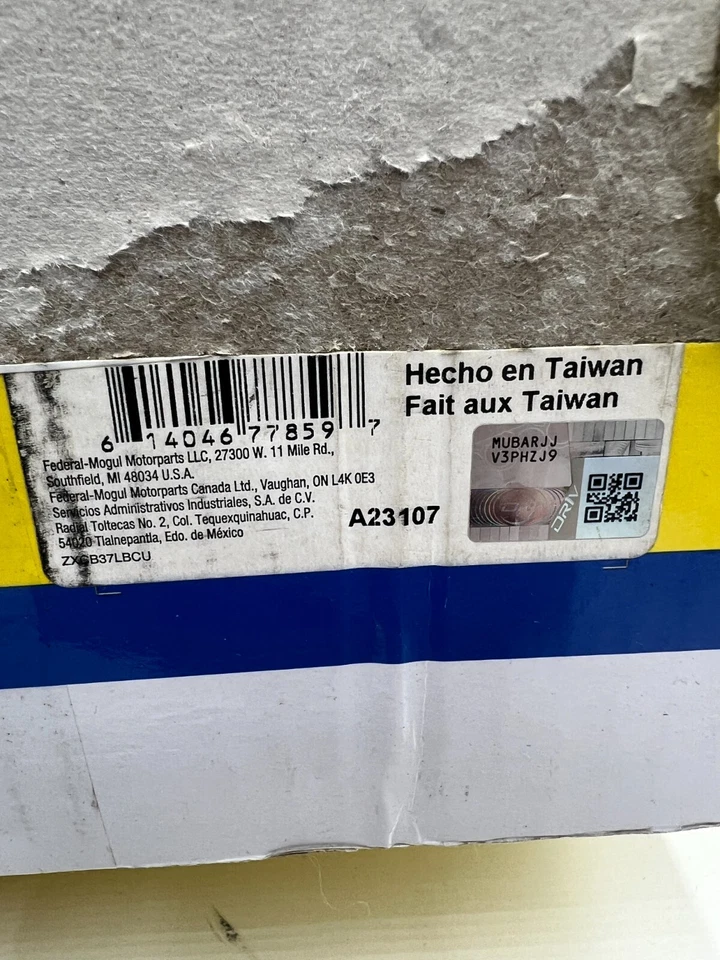 6 14046 77859 7
Federal-Mogul Motorparts LLC, 27300 W. 11 Mile Rd.,
Southfield, MI 48034 U.S.A.
Federal-Mogul Motorparts Canada Ltd., Vaughan, ON L4K 0E3
Servicios Administrativos Industriales, S.A. de C.V.
Radial Toltecas No. 2, Col. Tequexquinahuac, C.P.
54020 Tlalnepantla, Edo. de México
ZXGB37LBCU
Hecho en Taiwan
Fait aux Taiwan
A23107
MUBARJJ
V3PHZJ9
DRiV